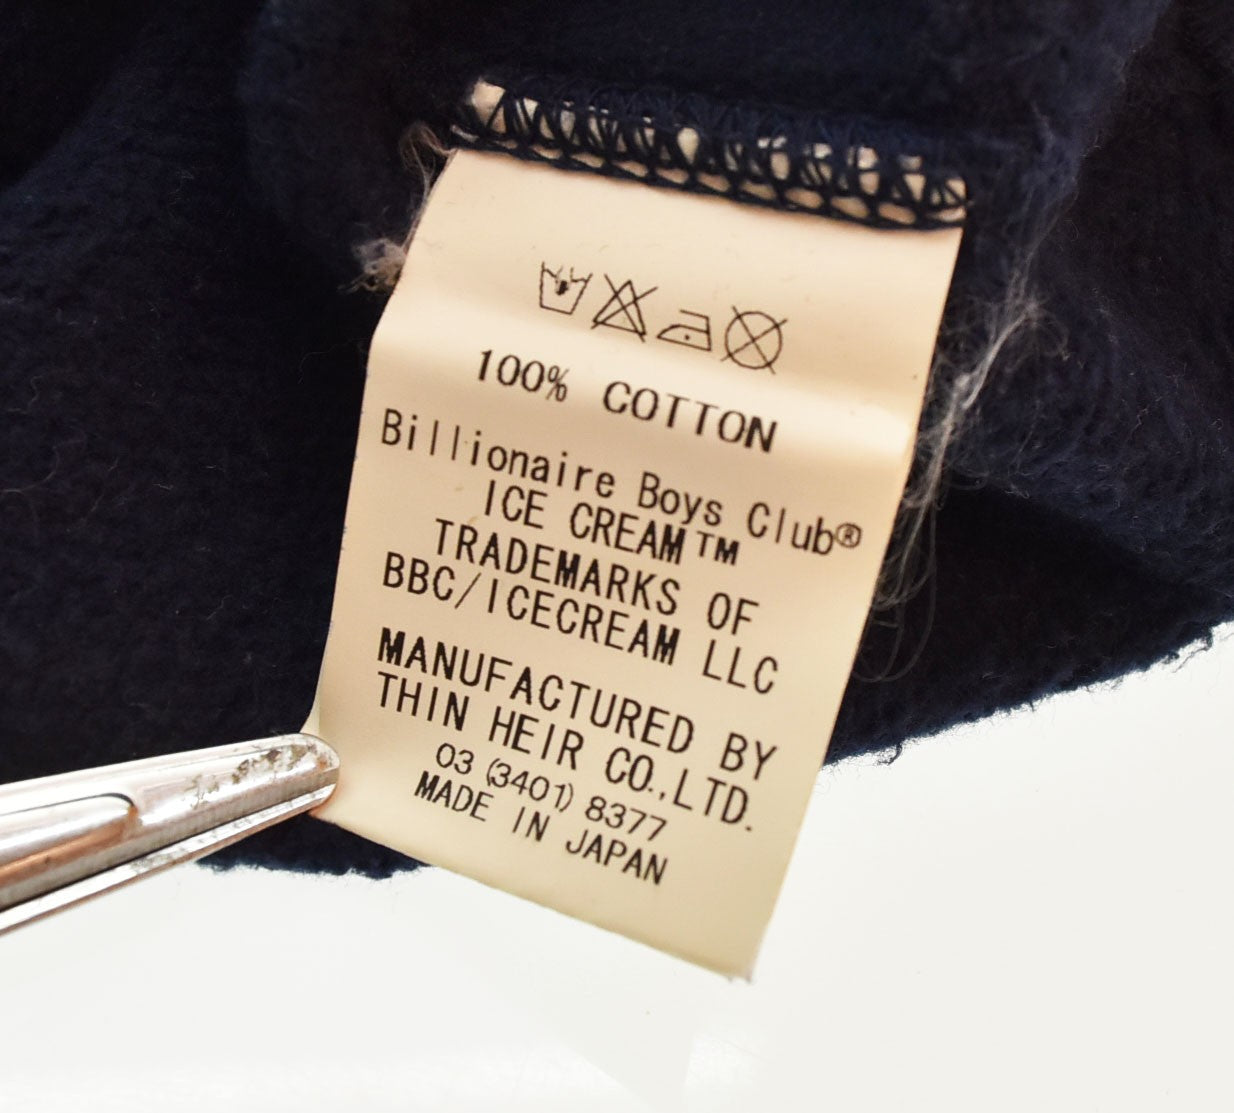 100% COTTON
Billionaire Boys Club®
ICE CREAM™
TRADEMARKS OF
BBC/ICECREAM LLC
MANUFACTURED BY
THIN HEIR CO.,LTD.
03 (3401) 8377
MADE IN JAPAN